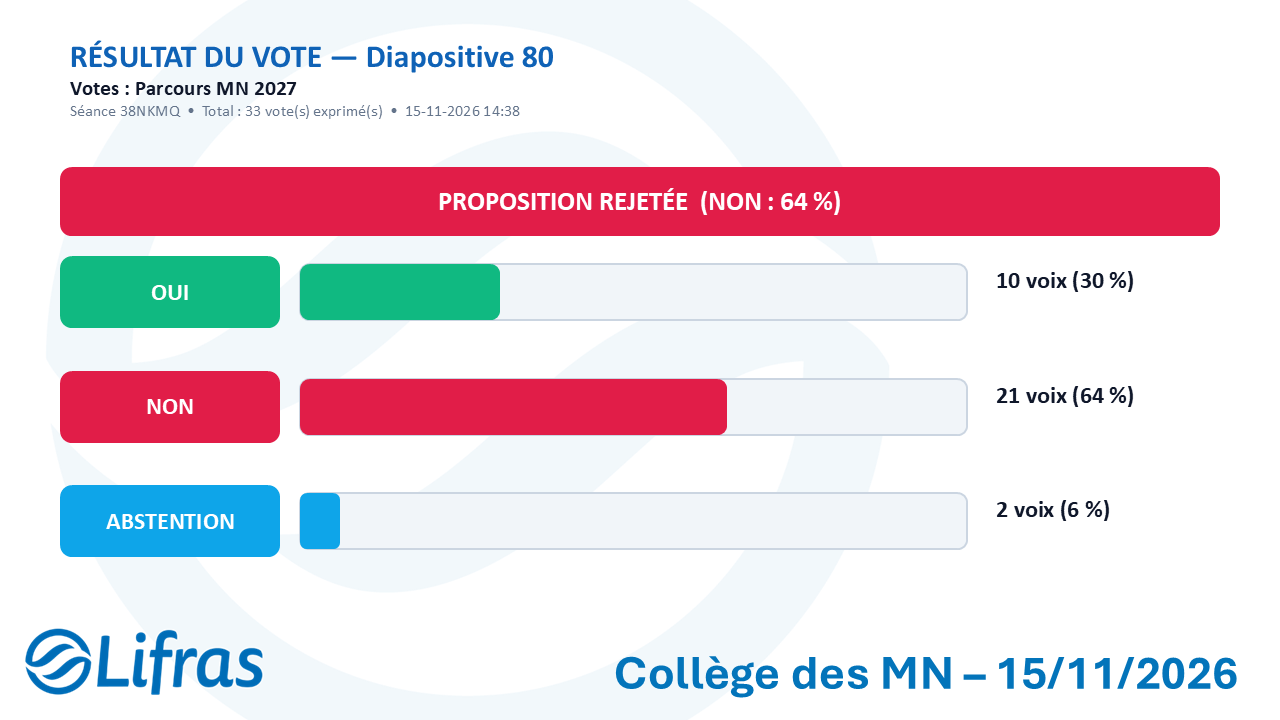 RÉSULTAT DU VOTE — Diapositive 80
Votes : Parcours MN 2027
Séance 38NKMQ • Total : 33 vote(s) exprimé(s) • 15-11-2026 14:38
PROPOSITION REJETÉE (NON : 64 %)
OUI
10 voix (30 %)
NON
21 voix (64 %)
ABSTENTION
2 voix (6 %)
Lifras
Collège des MN – 15/11/2026